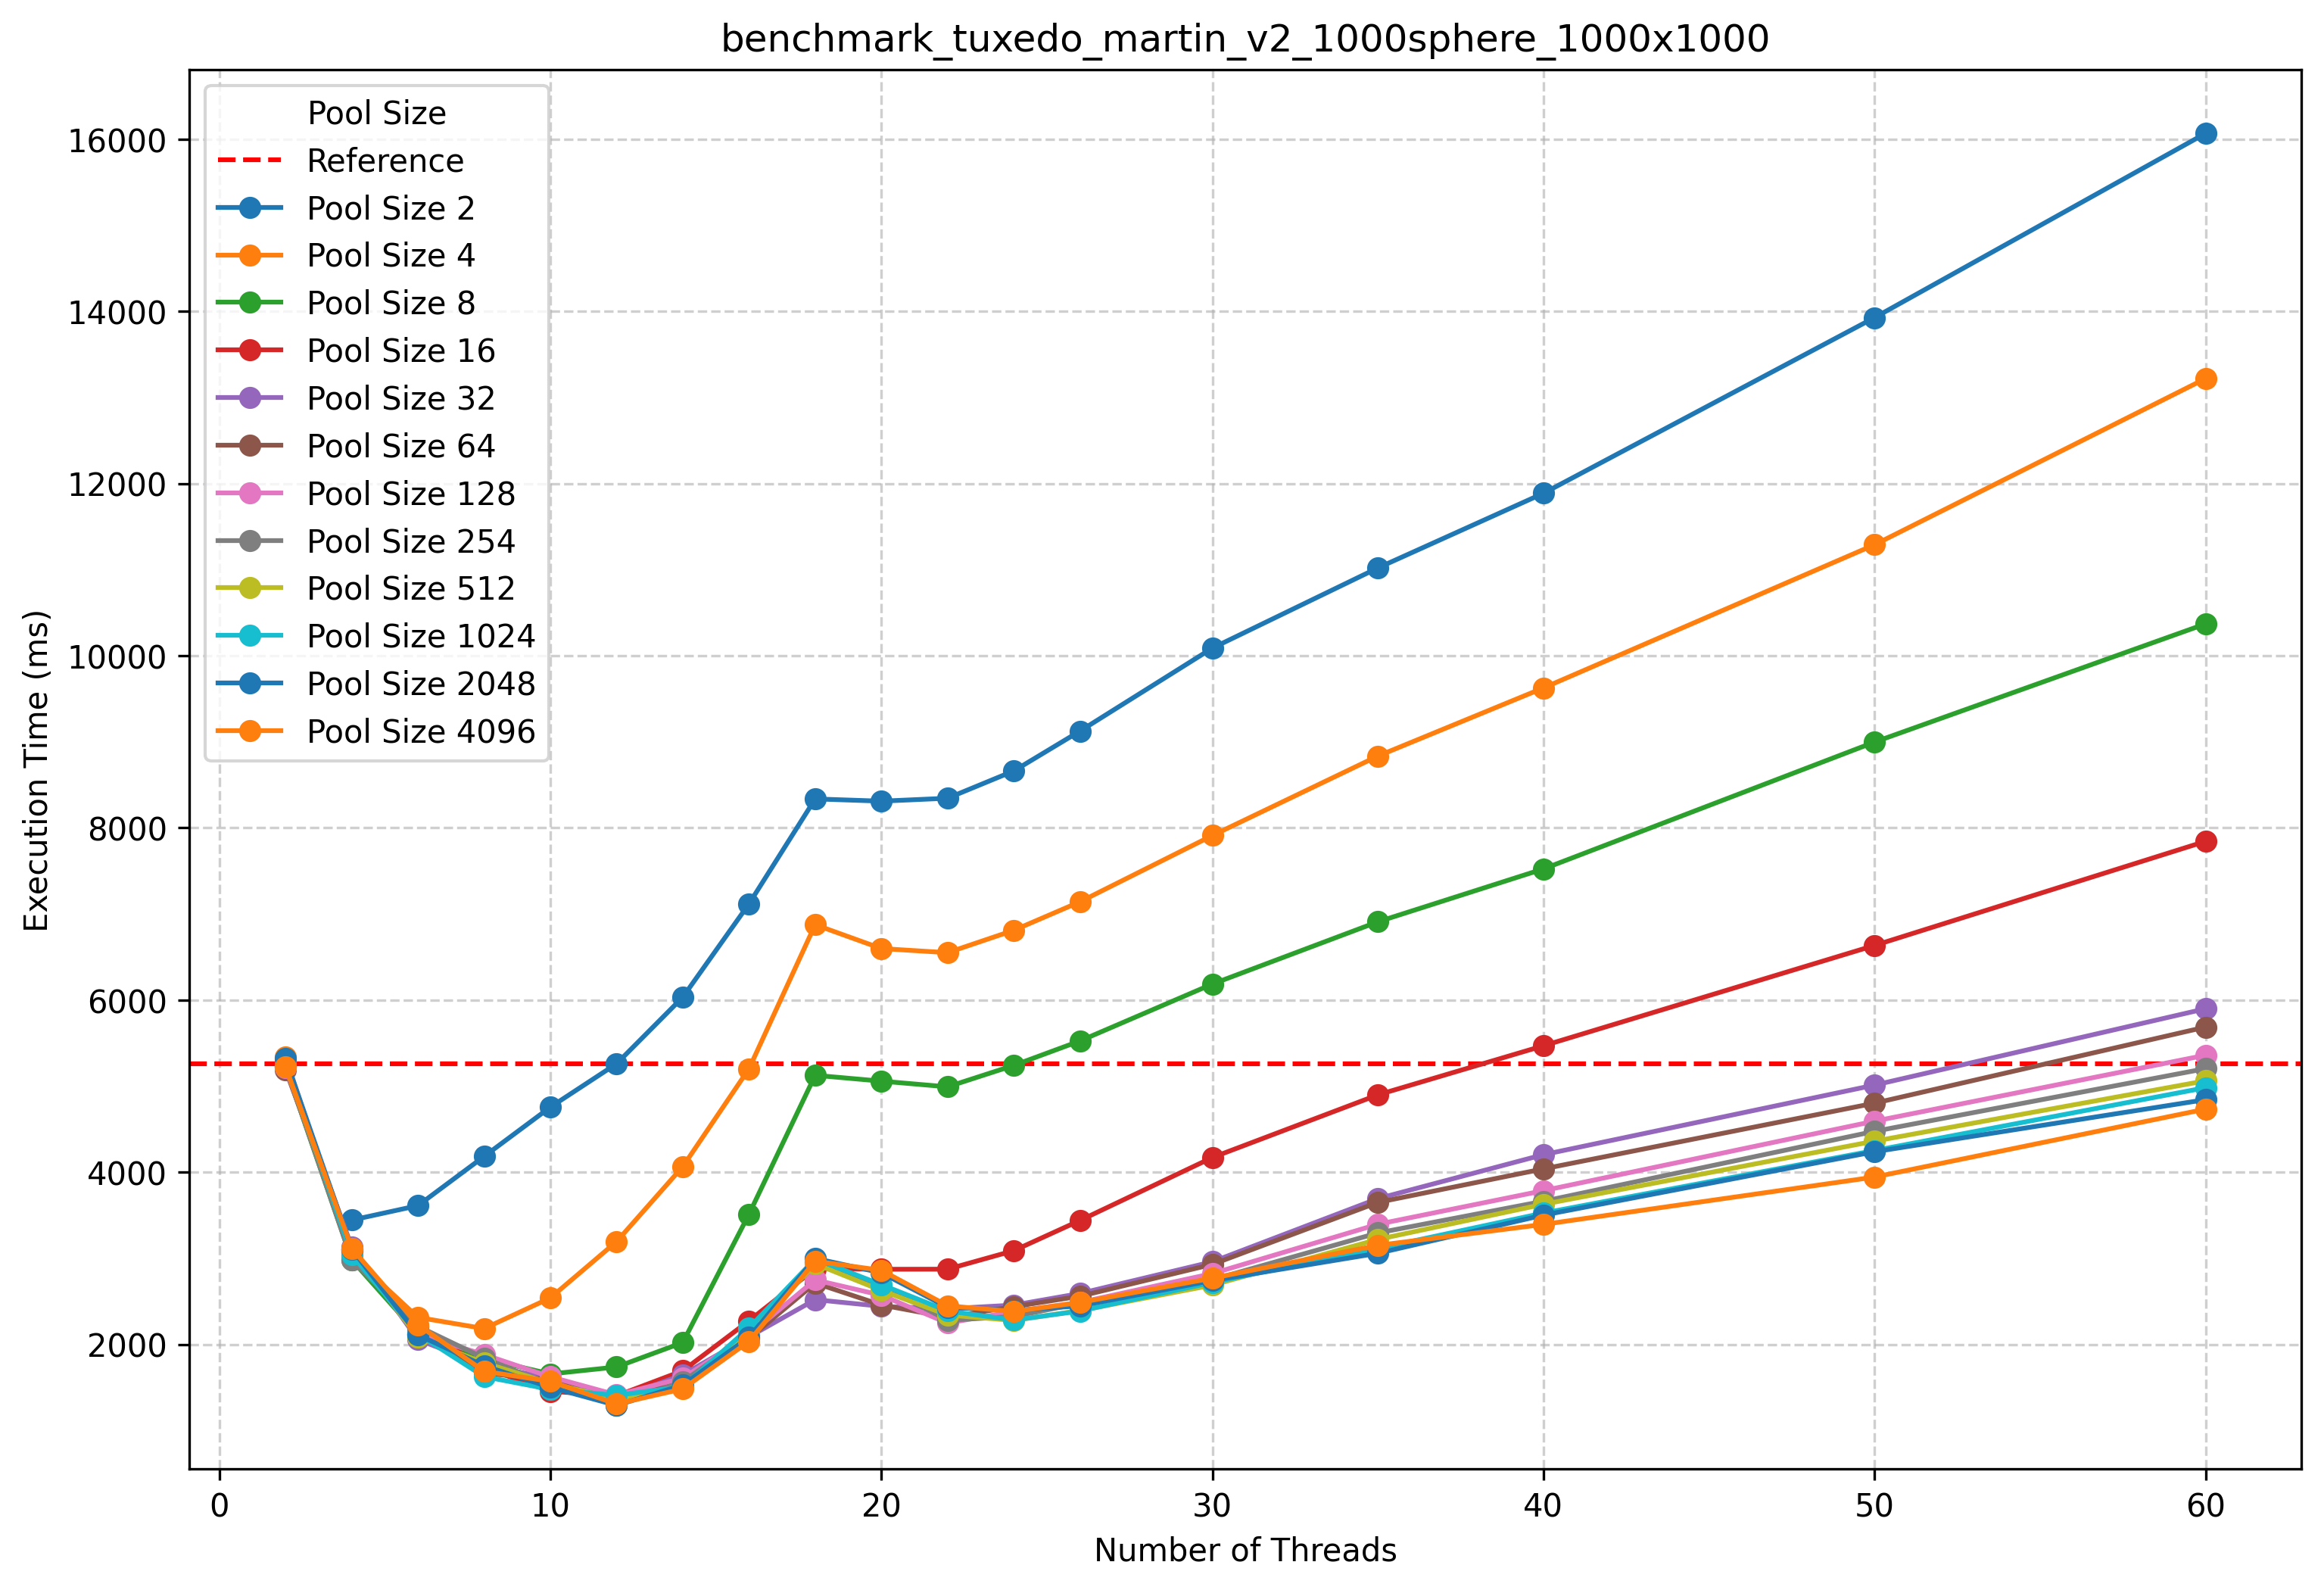 benchmark_tuxedo_martin_v2_1000sphere_1000x1000
Pool Size
Reference
Pool Size 2
Pool Size 4
Pool Size 8
Pool Size 16
Pool Size 32
Pool Size 64
Pool Size 128
Pool Size 254
Pool Size 512
Pool Size 1024
Pool Size 2048
Pool Size 4096
Execution Time (ms)
16000
14000
12000
10000
8000
6000
4000
2000
0 10 20 30 40 50 60
Number of Threads